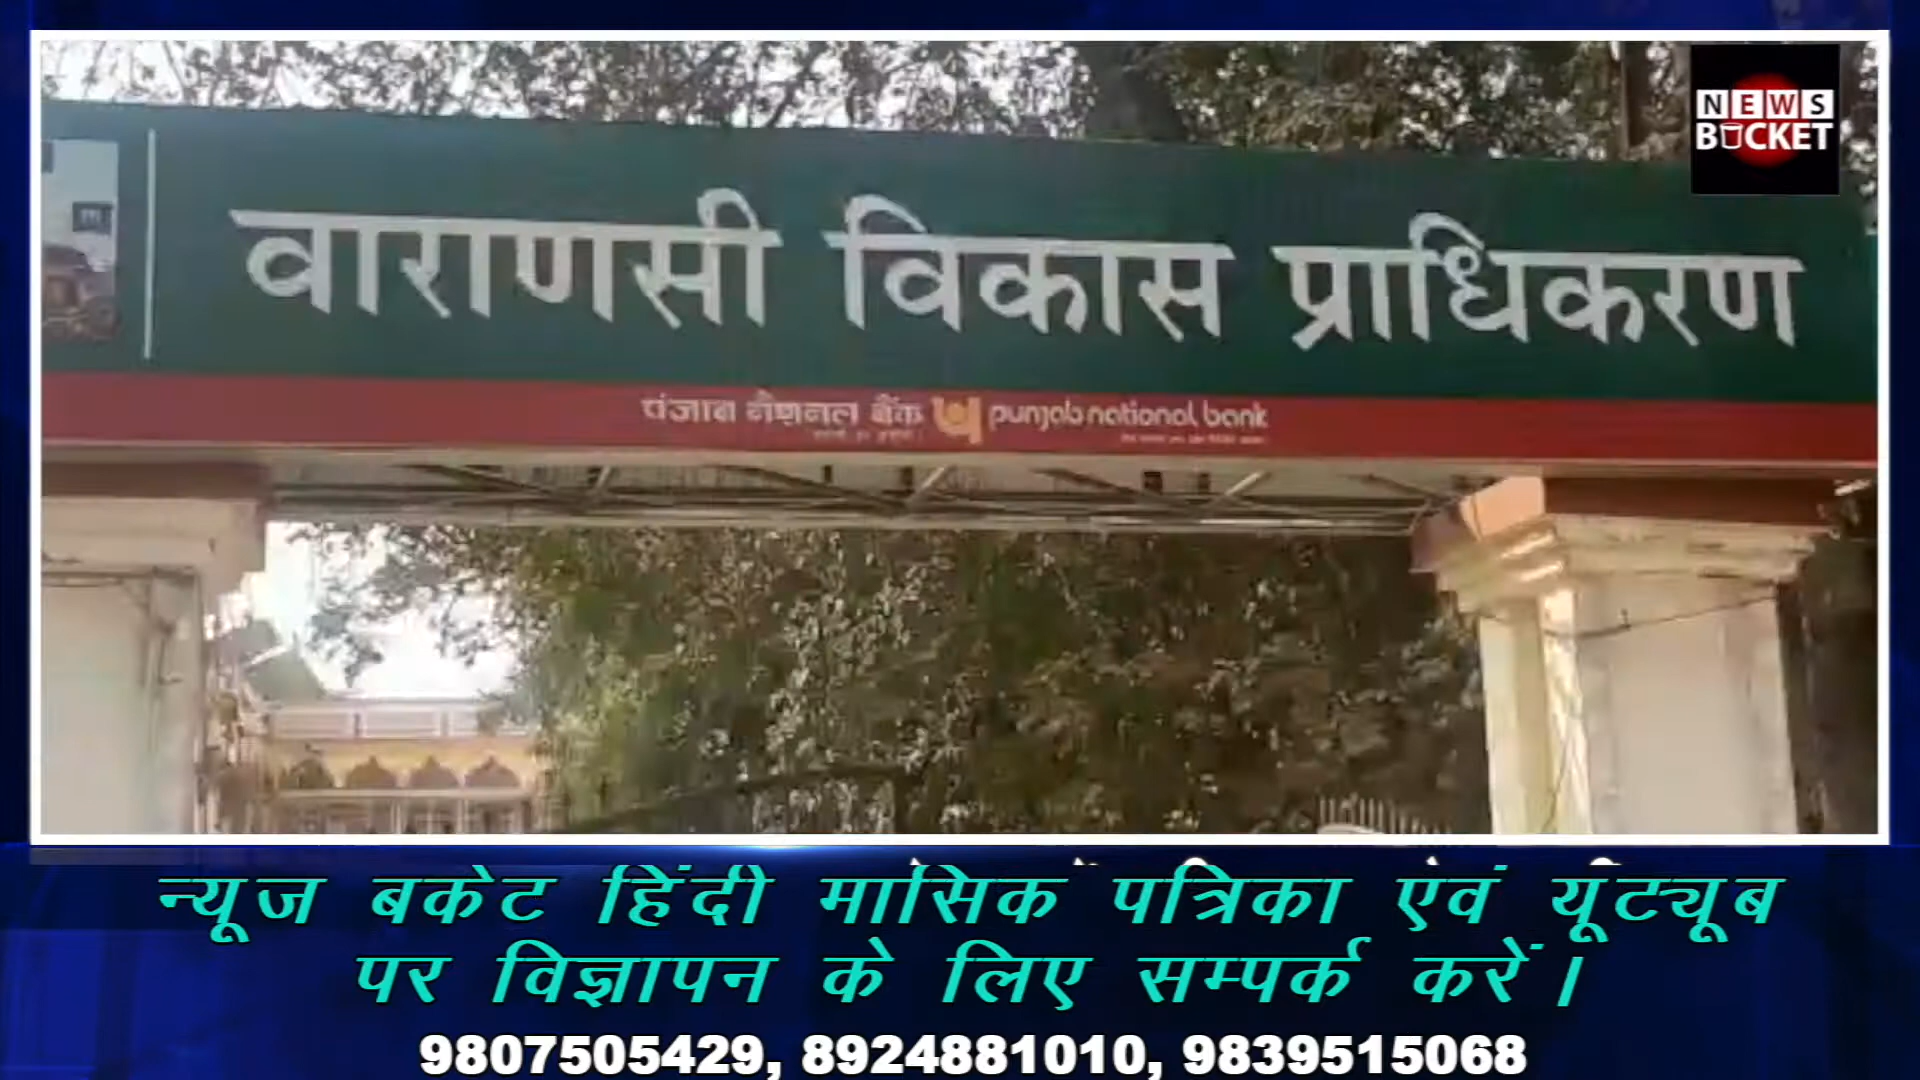 NEWS
BUCKET
वाराणसी विकास प्राधिकरण
पंजाब नैशनल बैंक punjab national bank
न्यूज बकेट हिंदी मासिक पत्रिका एवं यूट्यूब
पर विज्ञापन के लिए सम्पर्क करें।
9807505429, 8924881010, 9839515068